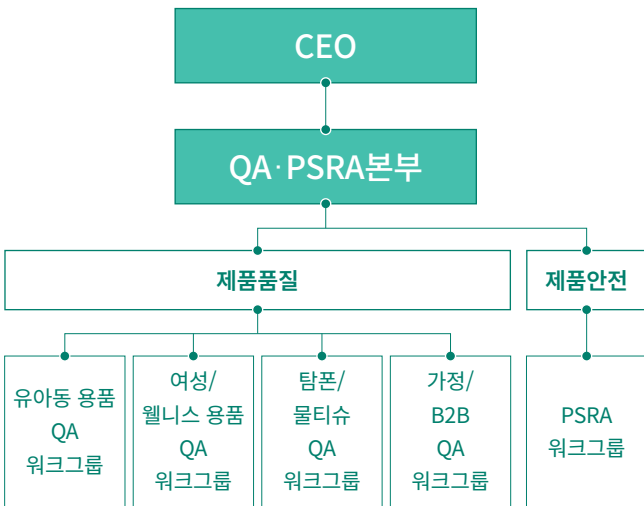 CEO
QA·PSRA본부
제품품질
제품안전
유아동 용품
QA
워크그룹
여성/
웰니스 용품
QA
워크그룹
탐폰/
물티슈
QA
워크그룹
가정/
B2B
QA
워크그룹
PSRA
워크그룹